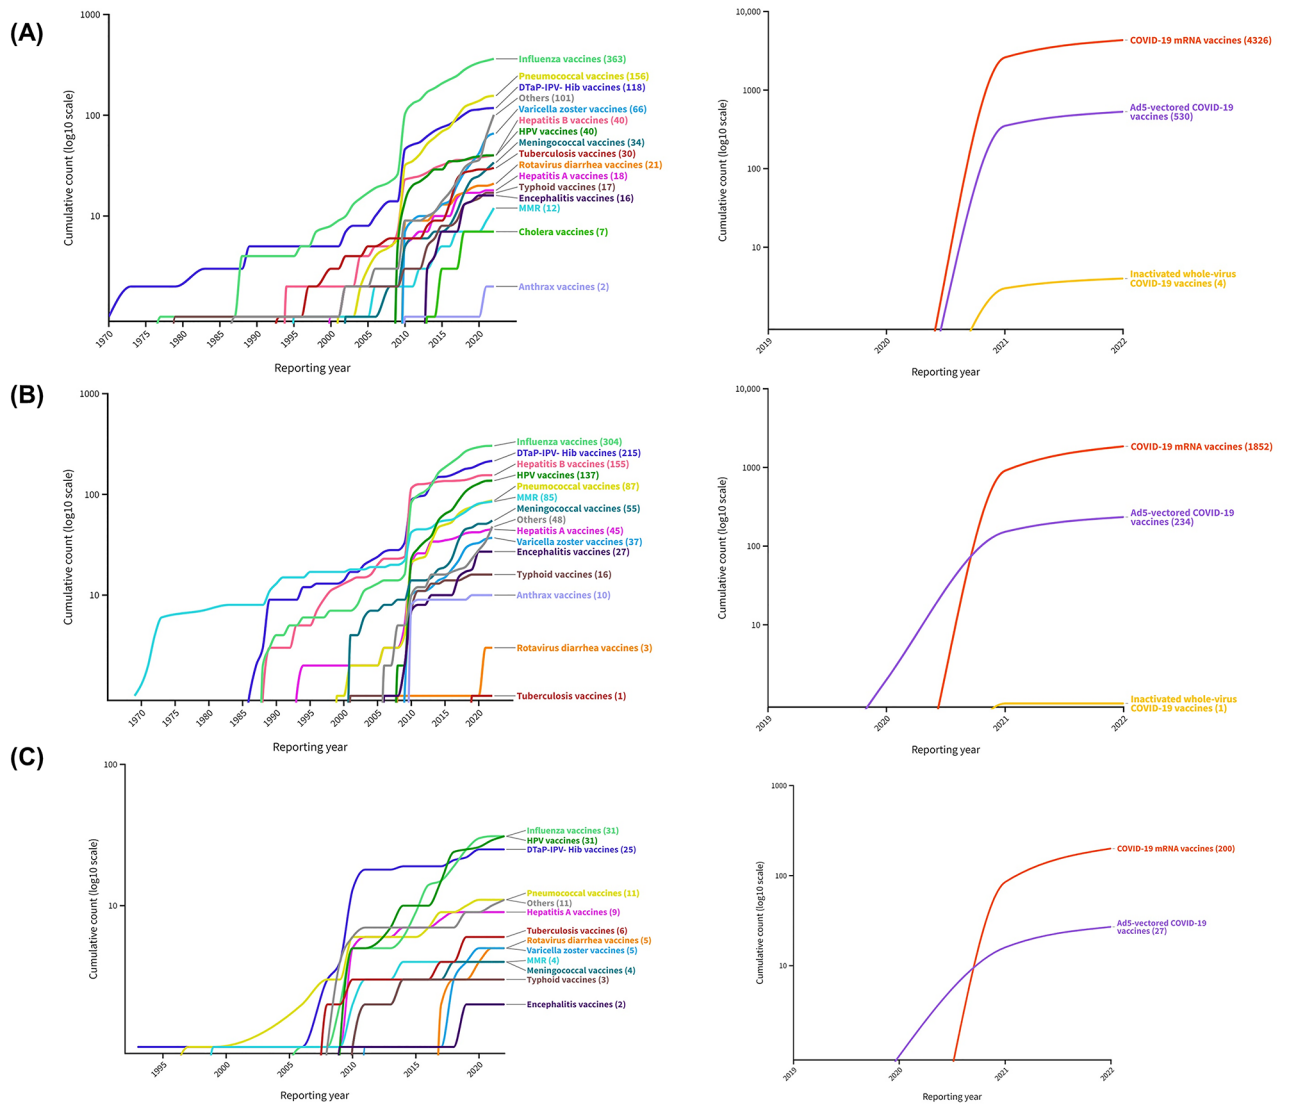 (A)
Cumulative count (log10 scale)
1000
100
10
Influenza vaccines (363)
Pneumococcal vaccines (156)
DTaP-IPV- Hib vaccines (118)
Others (101)
Varicella zoster vaccines (66)
Hepatitis B vaccines (40)
HPV vaccines (40)
Meningococcal vaccines (34)
Tuberculosis vaccines (30)
Rotavirus diarrhea vaccines (21)
Hepatitis A vaccines (18)
Typhoid vaccines (17)
Encephalitis vaccines (16)
MMR (12)
Cholera vaccines (7)
Anthrax vaccines (2)
1970 1975 1980 1985 1990 1995 2000 2005 2010 2015 2020
Reporting year
Cumulative count (log10 scale)
10,000
1000
100
10
COVID-19 mRNA vaccines (4326)
Ad5-vectored COVID-19
vaccines (530)
Inactivated whole-virus
COVID-19 vaccines (4)
2019 2020 2021 2022
Reporting year
(B)
Cumulative count (log10 scale)
1000
100
10
Influenza vaccines (304)
DTaP-IPV- Hib vaccines (215)
Hepatitis B vaccines (155)
HPV vaccines (137)
Pneumococcal vaccines (87)
MMR (85)
Meningococcal vaccines (55)
Others (48)
Hepatitis A vaccines (45)
Varicella zoster vaccines (37)
Encephalitis vaccines (27)
Typhoid vaccines (16)
Anthrax vaccines (10)
Rotavirus diarrhea vaccines (3)
Tuberculosis vaccines (1)
1970 1975 1980 1985 1990 1995 2000 2005 2010 2015 2020
Reporting year
Cumulative count (log10 scale)
10,000
1000
100
10
COVID-19 mRNA vaccines (1852)
Ad5-vectored COVID-19
vaccines (234)
Inactivated whole-virus
COVID-19 vaccines (1)
2019 2020 2021 2022
Reporting year
(C)
Cumulative count (log10 scale)
100
10
Influenza vaccines (31)
HPV vaccines (31)
DTaP-IPV- Hib vaccines (25)
Pneumococcal vaccines (11)
Others (11)
Hepatitis A vaccines (9)
Tuberculosis vaccines (6)
Rotavirus diarrhea vaccines (5)
Varicella zoster vaccines (5)
MMR (4)
Meningococcal vaccines (4)
Typhoid vaccines (3)
Encephalitis vaccines (2)
1995 2000 2005 2010 2015 2020
Reporting year
Cumulative count (log10 scale)
1000
100
10
COVID-19 mRNA vaccines (200)
Ad5-vectored COVID-19
vaccines (27)
2019 2020 2021 2022
Reporting year